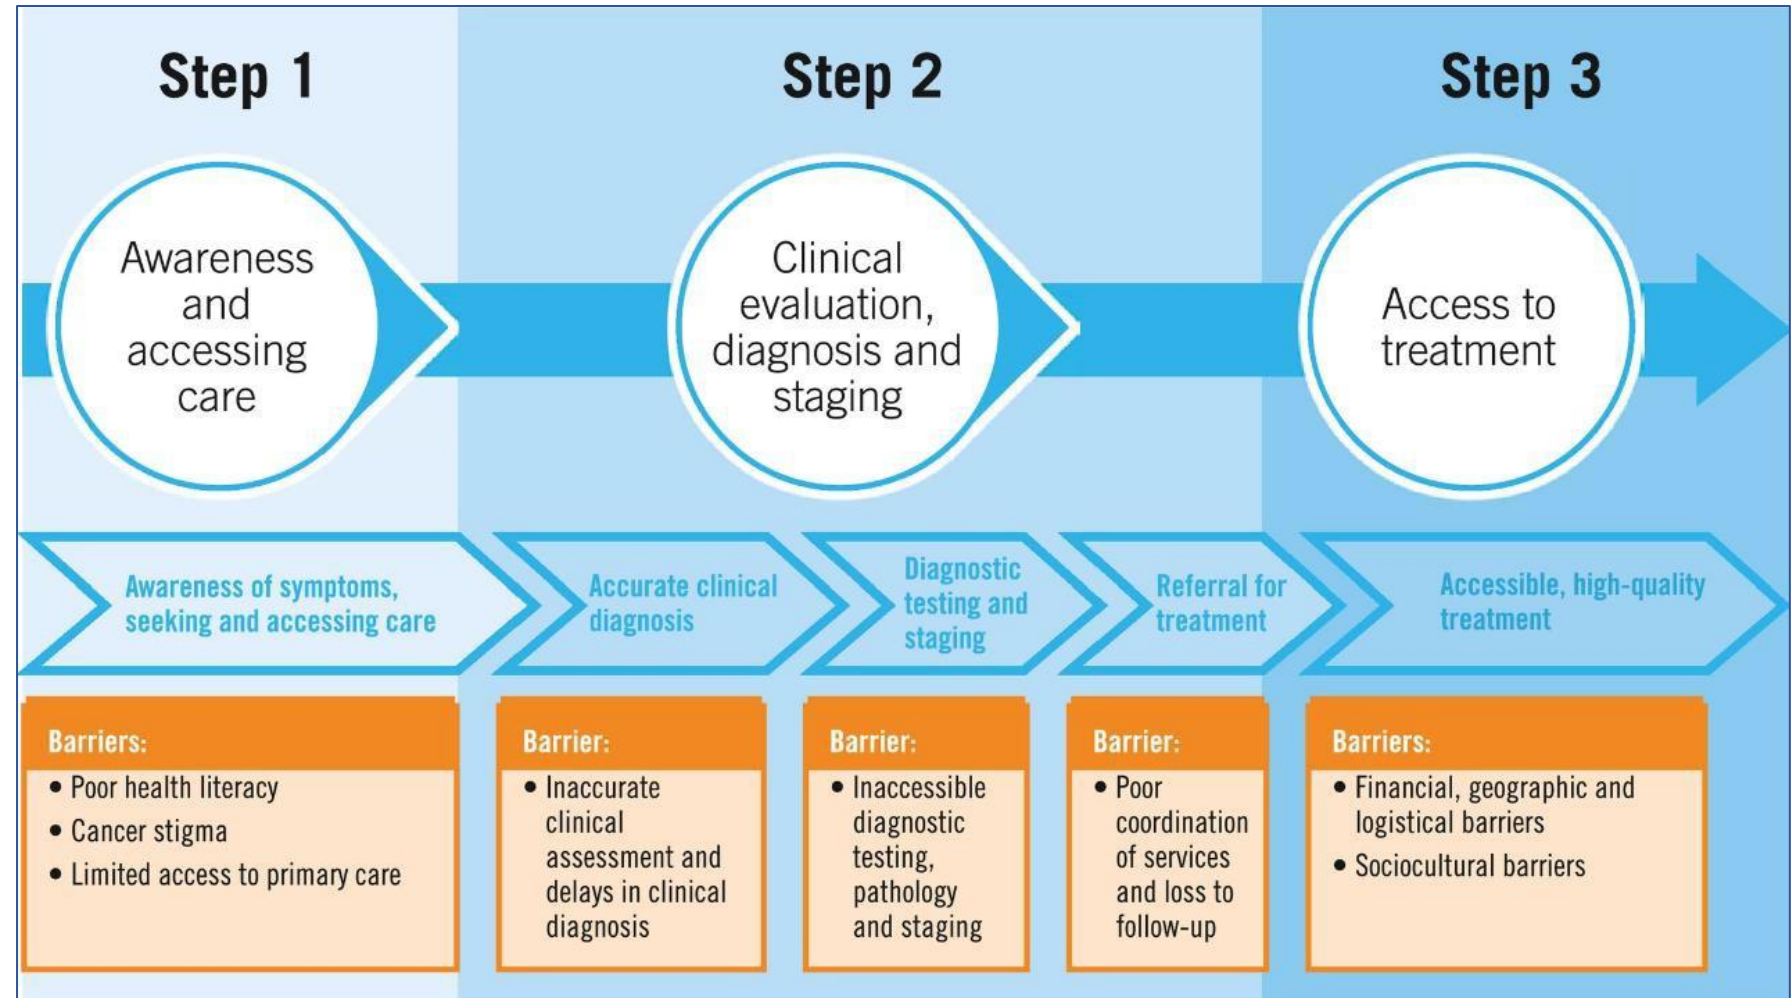 Step 1
Step 2
Step 3
Awareness
and
accessing
care
Clinical
evaluation,
diagnosis and
staging
Access to
treatment
Awareness of symptoms,
seeking and accessing care
Accurate clinical
diagnosis
Diagnostic
testing and
staging
Referral for
treatment
Accessible, high-quality
treatment
Barriers:
• Poor health literacy
• Cancer stigma
• Limited access to primary care
Barrier:
• Inaccurate
clinical
assessment and
delays in clinical
diagnosis
Barrier:
• Inaccessible
diagnostic
testing,
pathology
and staging
Barrier:
• Poor
coordination
of services
and loss to
follow-up
Barriers:
• Financial, geographic and
logistical barriers
• Sociocultural barriers